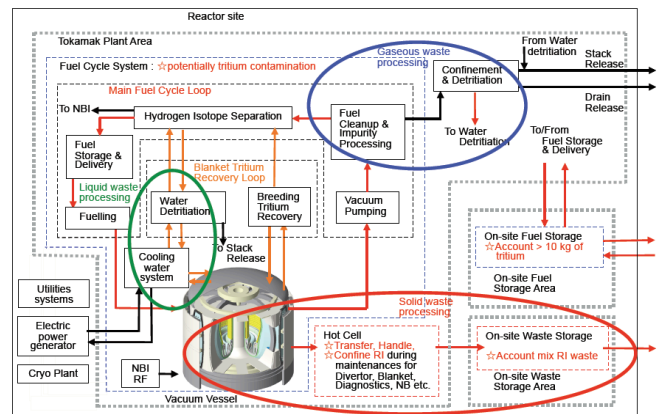 Reactor site
Tokamak Plant Area
Fuel Cycle System : ☆potentially tritium contamination
Gaseous waste
processing
From Water
detritiation
Stack
Release
Main Fuel Cycle Loop
Confinement
& Detritiation
Drain
Release
To NBI
Hydrogen Isotope Separation
Fuel
Cleanup &
Impurity
Processing
To Water
Detritiation
To/From
Fuel Storage
& Delivery
Fuel
Storage &
Delivery
Blanket Tritium
Recovery Loop
Liquid waste
processing
Fuelling
Water
Detritiation
Breeding
Tritium
Recovery
Vacuum
Pumping
To Stack
Release
Cooling
water
system
On-site Fuel Storage
☆Account > 10 kg of
tritium
On-site Fuel
Storage Area
Utilities
systems
Electric
power
generator
Cryo Plant
NBI
RF
Vacuum Vessel
Solid waste
processing
Hot Cell
☆Transfer, Handle,
☆Confine RI during
maintenances for
Divertor, Blanket,
Diagnostics, NB etc.
On-site Waste Storage
☆Account mix RI waste
On-site Waste
Storage Area